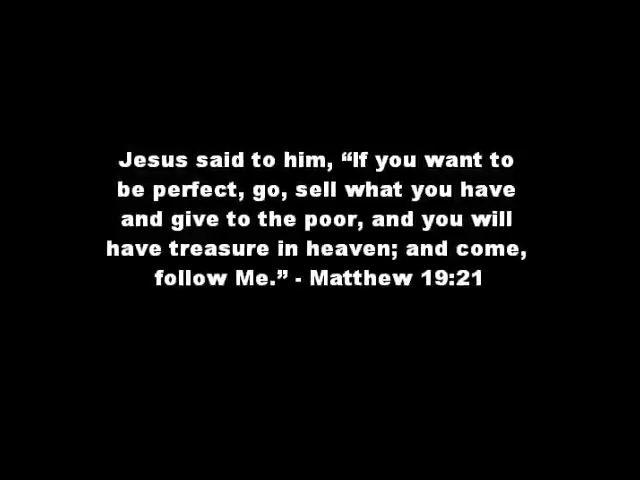 Jesus said to him, “If you want to
be perfect, go, sell what you have
and give to the poor, and you will
have treasure in heaven; and come,
follow Me.” - Matthew 19:21